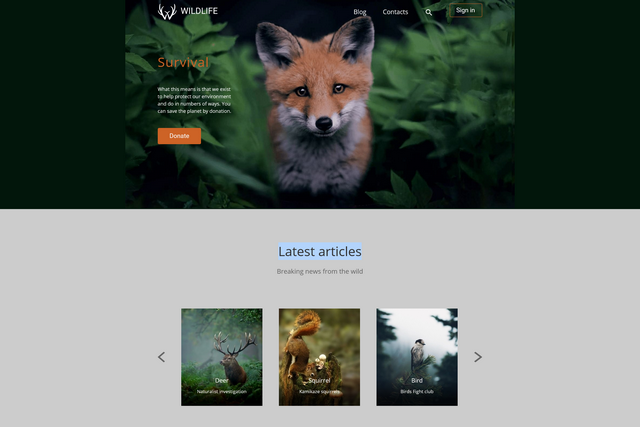 WILDLIFE
Blog
Contacts
Sign in
Survival
What this means is that we exist
to help protect our environment
and do in numbers of ways. You
can save the planet by donation.
Donate
Latest articles
Breaking news from the wild
Deer
Naturalist Investigation
Squirrel
Kamikaze squirrels
Bird
Birds fight club